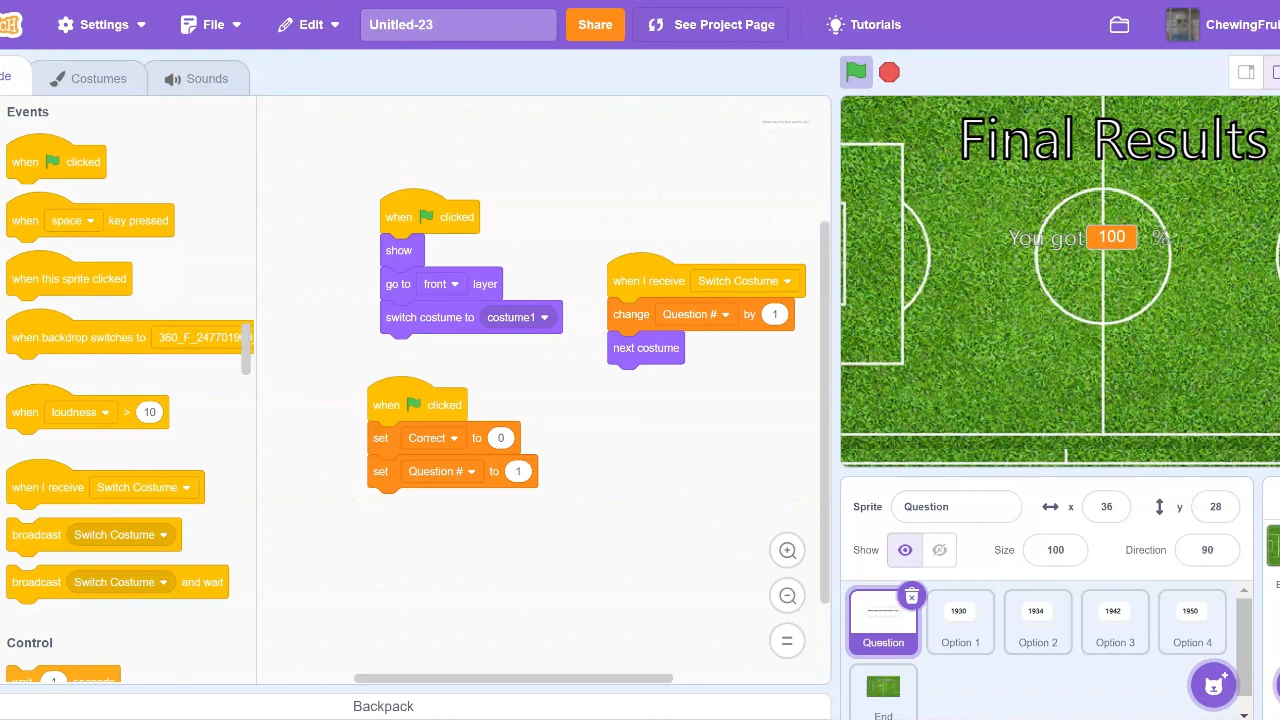 Settings File Edit Untitled-23 Share See Project Page Tutorials ChewingFrui
de Costumes Sounds
Events
when clicked
when space key pressed
when this sprite clicked
when backdrop switches to 360_F_2477019
when loudness > 10
when I receive Switch Costume
broadcast Switch Costume
broadcast Switch Costume and wait
Control
wait 1 seconds
when clicked
show
go to front layer
switch costume to costume1
when clicked
set Correct to 0
set Question # to 1
when I receive Switch Costume
change Question # by 1
next costume
Backpack
Final Results
You got 100 %
Sprite Question x 36 y 28
Show Size 100 Direction 90
1930 1934 1942 1950
Question Option 1 Option 2 Option 3 Option 4
End